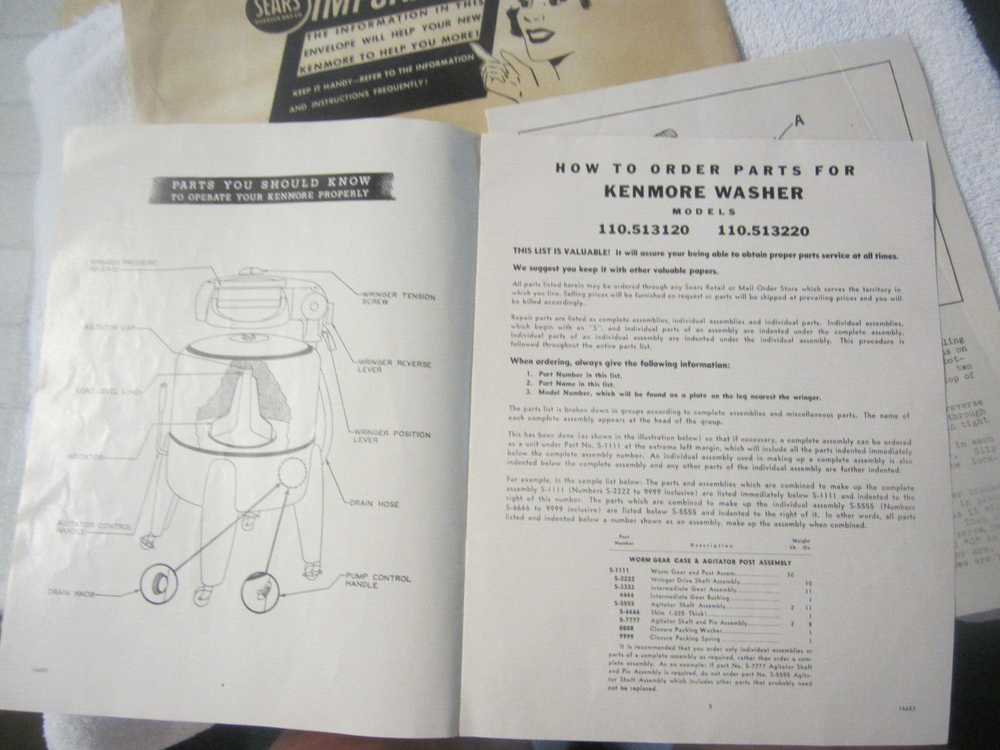 SEARS
THE INFORMATION IN THIS
ENVELOPE WILL HELP YOUR NEW
KENMORE TO HELP YOU MORE!
KEEP IT HANDY—REFER TO THE INFORMATION
AND INSTRUCTIONS FREQUENTLY!
A
PARTS YOU SHOULD KNOW
TO OPERATE YOUR KENMORE PROPERLY
WRINGER PRESSURE
RELEASE
WRINGER TENSION
SCREW
AGITATOR CAP
WRINGER REVERSE
LEVER
LOAD LEVEL LINE
WRINGER POSITION
LEVER
AGITATOR
DRAIN HOSE
AGITATOR CONTROL
HANDLE
PUMP CONTROL
HANDLE
DRAIN KNOB
HOW TO ORDER PARTS FOR
KENMORE WASHER
MODELS
110.513120 110.513220
THIS LIST IS VALUABLE! It will assure your being able to obtain proper parts service at all times.
We suggest you keep it with other valuable papers.
All parts listed herein may be ordered through any Sears Retail or Mail Order Store which serves the territory in
which you live. Selling prices will be furnished on request or parts will be shipped at prevailing prices and you will
be billed accordingly.
Repair parts are listed as complete assemblies, individual assemblies and individual parts. Individual assemblies,
which begin with an "S", and individual parts of an assembly are indented under the complete assembly.
Individual parts of an individual assembly are indented under the individual assembly. This procedure is
followed throughout the entire parts list.
When ordering, always give the following information:
1. Part Number in this list.
2. Part Name in this list.
3. Model Number, which will be found on a plate on the leg nearest the wringer.
The parts list is broken down in groups according to complete assemblies and miscellaneous parts. The name of
each complete assembly appears at the head of the group.
This has been done (as shown in the illustration below) so that if necessary, a complete assembly can be ordered
as a unit under Part No. S-1111 at the extreme left margin, which will include all the parts indented immediately
below the complete assembly number. An individual assembly used in making up a complete assembly is also
indented below the complete assembly and any other parts of the individual assembly are further indented.
For example, in the sample list below: The parts and assemblies which are combined to make up the complete
assembly S-1111 (Numbers S-2222 to 9999 inclusive) are listed immediately below S-1111 and indented to the
right of this number. The parts which are combined to make up the individual assembly S-5555 (Numbers
S-6666 to 9999 inclusive) are listed below S-5555 and indented to the right of it. In other words, all parts
listed and indented below a number shown as an assembly, make up the assembly when combined.
Part Number Description Weight Lb. Oz.
WORM GEAR CASE & AGITATOR POST ASSEMBLY
S-1111 Worm Gear and Post Assem. 50
S-2222 Wringer Drive Shaft Assembly 10
S-3333 Intermediate Gear Assembly 11
4444 Intermediate Gear Bushing 1
S-5555 Agitator Shaft Assembly 2 11
S-6666 Shim 1
S-7777 Agitator Shaft and Pin Assembly 2 8
8888 Closure Packing Washer 1
9999 Closure Packing Spring 1
It is recommended that you order only individual assemblies or
parts of a complete assembly as required, rather than order a com-
plete assembly. As an example: if part No. S-7777 Agitator Shaft
and Pin Assembly is required, do not order part No. S-5555 Agita-
tor Shaft Assembly which includes other parts that probably need
not be replaced.
5